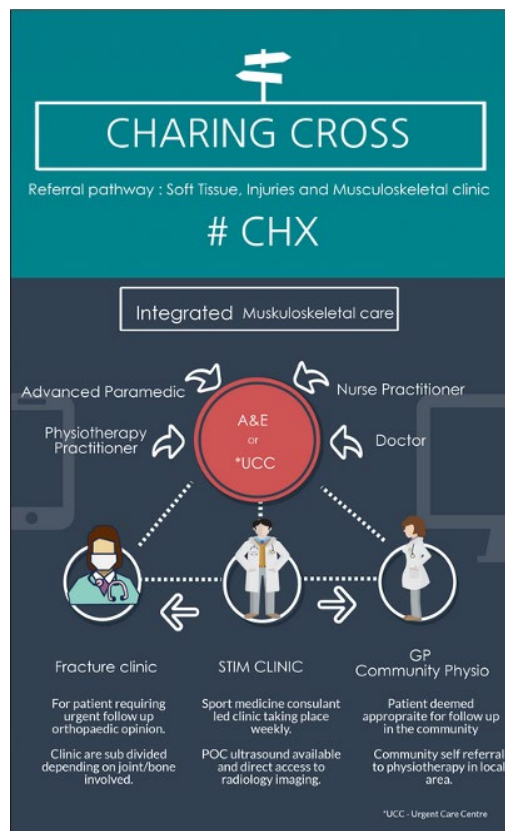 CHARING CROSS
Referral pathway : Soft Tissue, Injuries and Musculoskeletal clinic
# CHX
Integrated Muskuloskeletal care
Advanced Paramedic
Nurse Practitioner
Physiotherapy
Practitioner
A&E
or
*UCC
Doctor
Fracture clinic
For patient requiring
urgent follow up
orthopaedic opinion.
Clinic are sub divided
depending on joint/bone
involved.
STIM CLINIC
Sport medicine consulant
led clinic taking place
weekly.
POC ultrasound available
and direct access to
radiology imaging.
GP
Community Physio
Patient deemed
appropraite for follow up
in the community
Community self referral
to physiotherapy in local
area.
*UCC - Urgent Care Centre